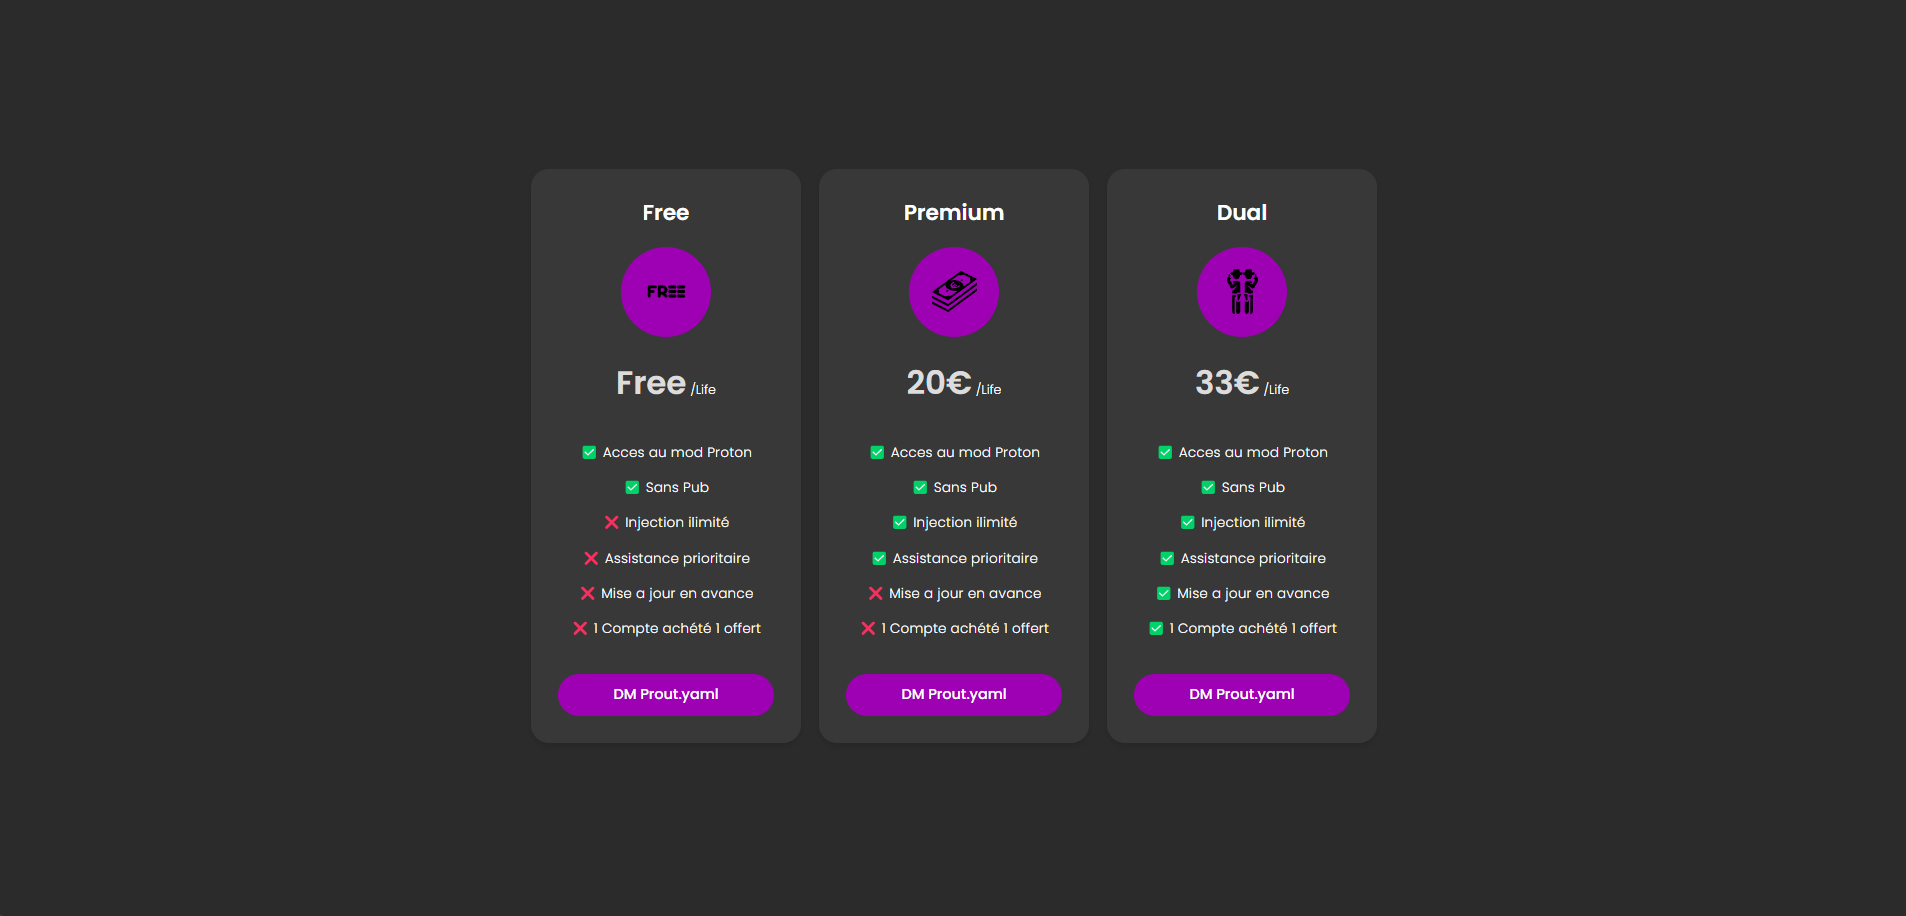 Free
FREE
Free /Life
✅ Acces au mod Proton
✅ Sans Pub
❌ Injection ilimité
❌ Assistance prioritaire
❌ Mise a jour en avance
❌ 1 Compte achété 1 offert
DM Prout.yaml
Premium
20€ /Life
✅ Acces au mod Proton
✅ Sans Pub
✅ Injection ilimité
✅ Assistance prioritaire
❌ Mise a jour en avance
❌ 1 Compte achété 1 offert
DM Prout.yaml
Dual
33€ /Life
✅ Acces au mod Proton
✅ Sans Pub
✅ Injection ilimité
✅ Assistance prioritaire
✅ Mise a jour en avance
✅ 1 Compte achété 1 offert
DM Prout.yaml